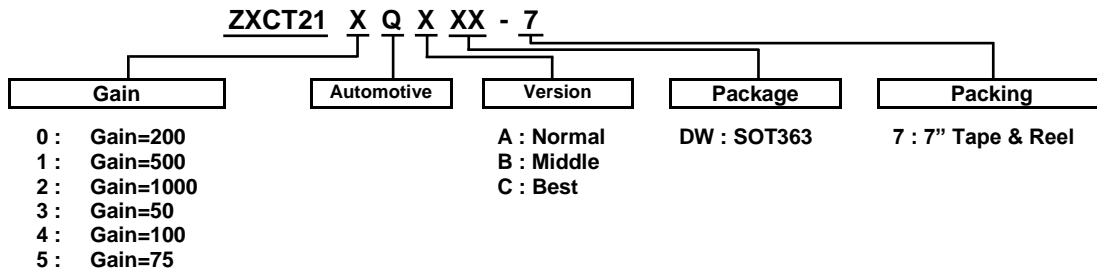 ZXCT21 X Q X XX - 7
Gain Automotive Version Package Packing
0 : Gain=200 A : Normal DW : SOT363 7 : 7” Tape & Reel
1 : Gain=500 B : Middle
2 : Gain=1000 C : Best
3 : Gain=50
4 : Gain=100
5 : Gain=75